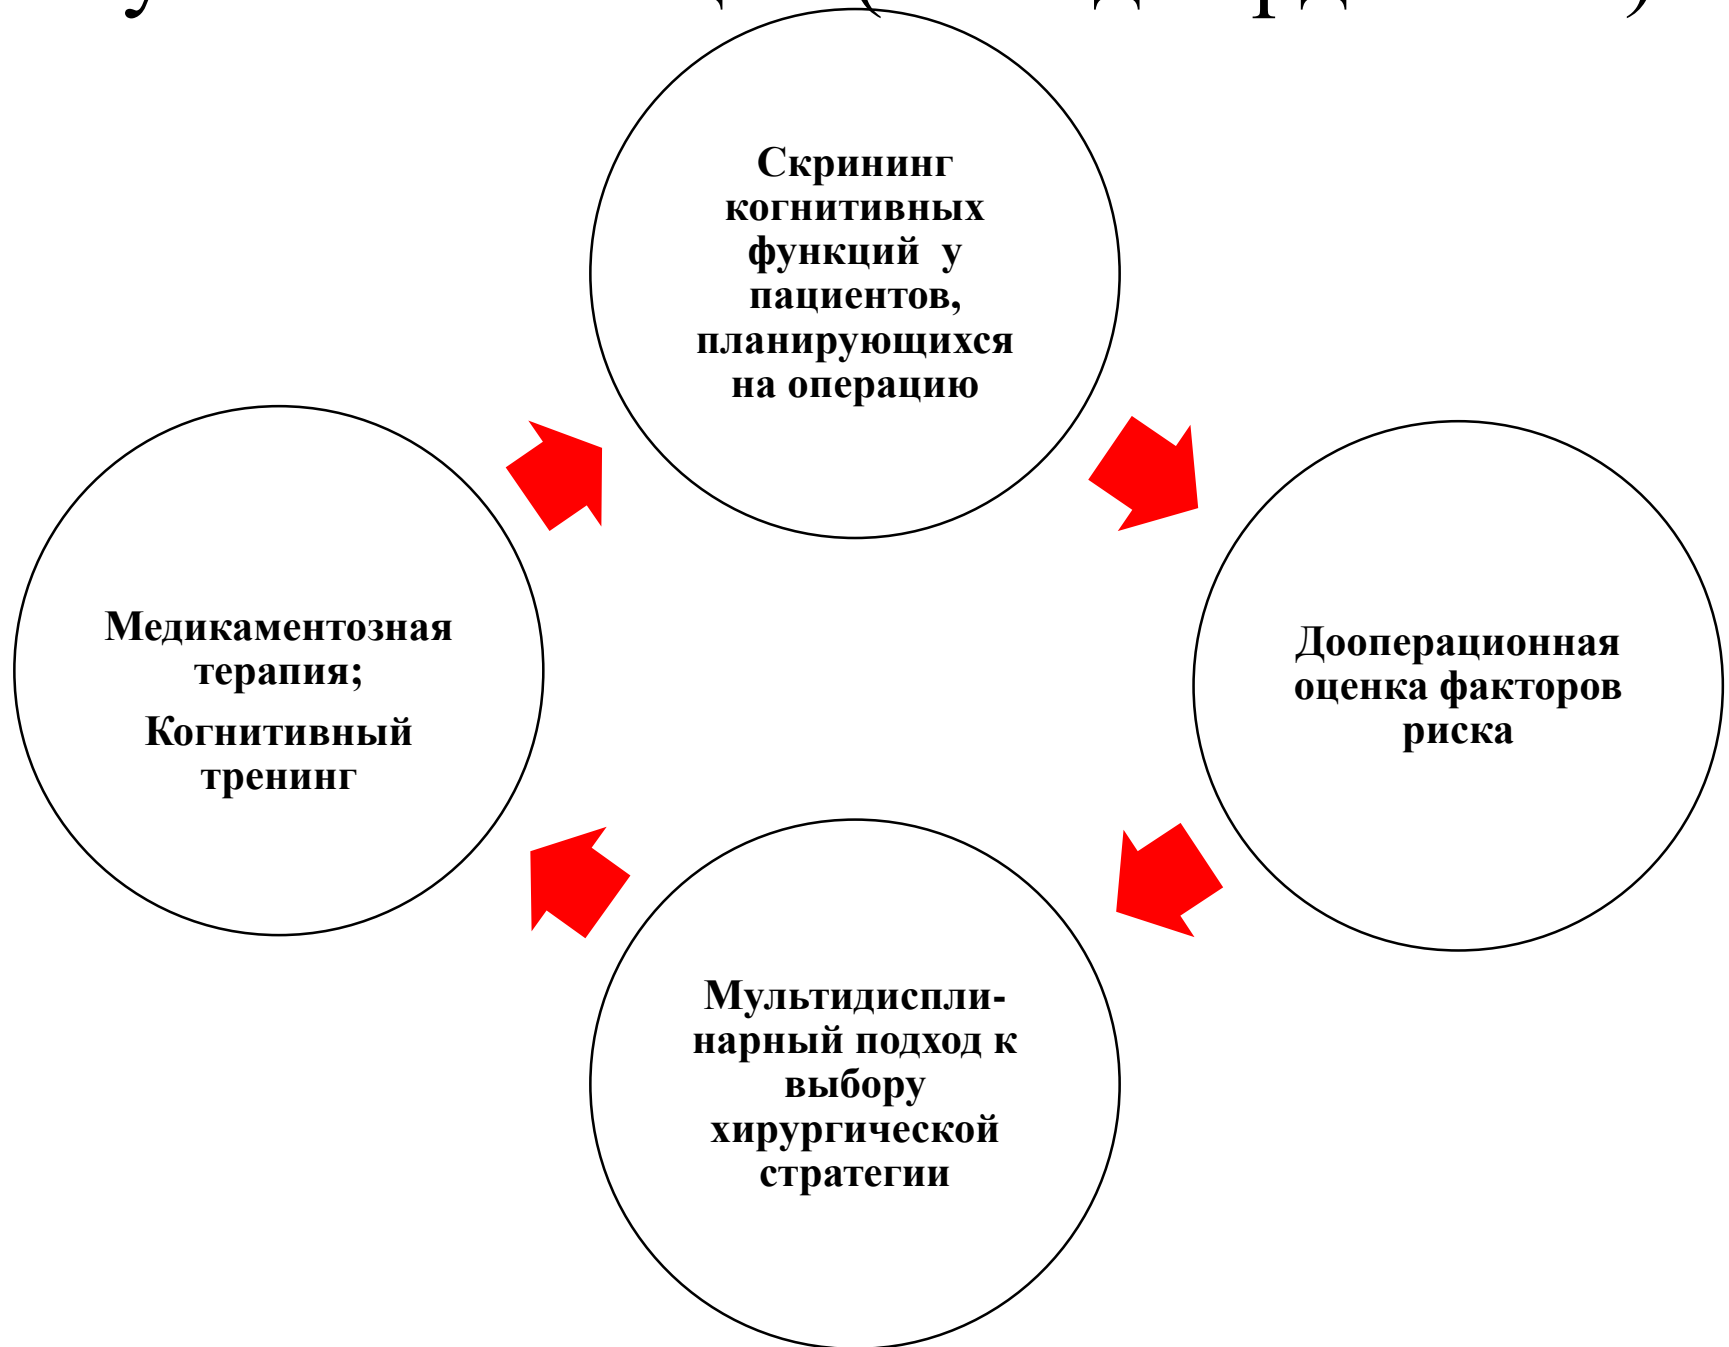 Скрининг
когнитивных
функций у
пациентов,
планирующихся
на операцию
Дооперационная
оценка факторов
риска
Мультидиспли-
нарный подход к
выбору
хирургической
стратегии
Медикаментозная
терапия;
Когнитивный
тренинг